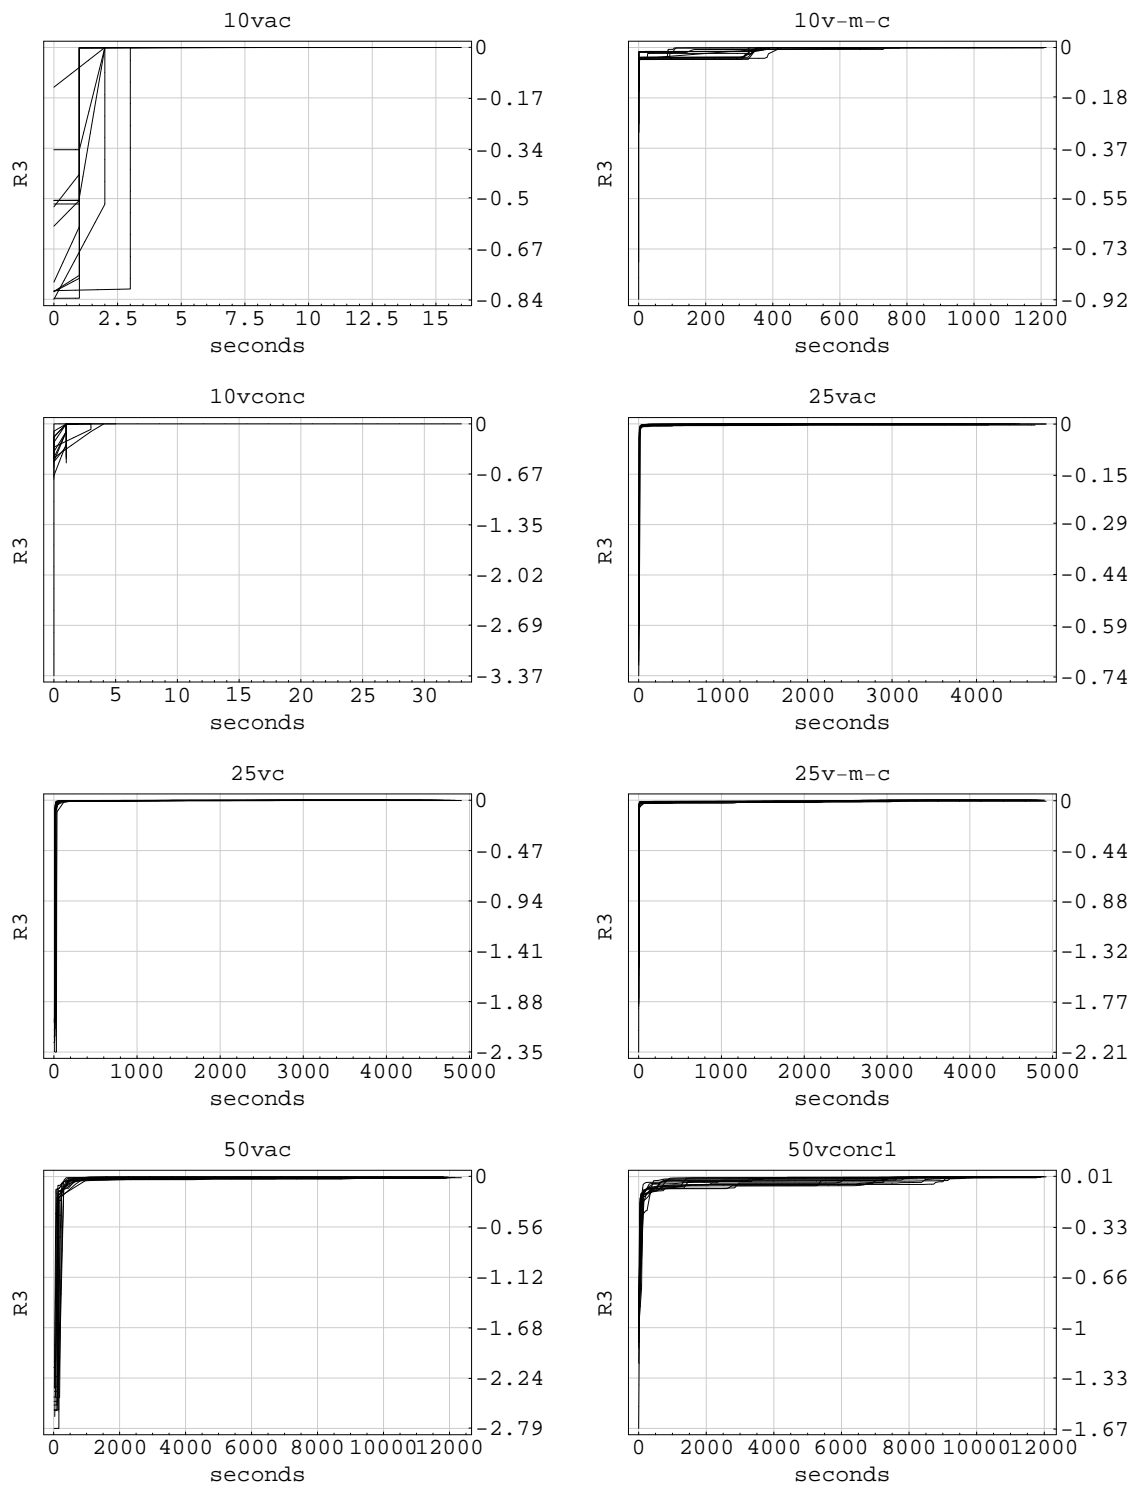 10vac
10v-m-c
0
-0.17
-0.34
-0.5
-0.67
-0.84
R3
0 2.5 5 7.5 10 12.5 15
seconds
0
-0.18
-0.37
-0.55
-0.73
-0.92
R3
0 200 400 600 800 1000 1200
seconds
10vconc
25vac
0
-0.67
-1.35
-2.02
-2.69
-3.37
R3
0 5 10 15 20 25 30
seconds
0
-0.15
-0.29
-0.44
-0.59
-0.74
R3
0 1000 2000 3000 4000
seconds
25vc
25v-m-c
0
-0.47
-0.94
-1.41
-1.88
-2.35
R3
0 1000 2000 3000 4000 5000
seconds
0
-0.44
-0.88
-1.32
-1.77
-2.21
R3
0 1000 2000 3000 4000 5000
seconds
50vac
50vconc1
0
-0.56
-1.12
-1.68
-2.24
-2.79
R3
0 2000 4000 6000 8000 10000 12000
seconds
0.01
-0.33
-0.66
-1
-1.33
-1.67
R3
0 2000 4000 6000 8000 10000 12000
seconds